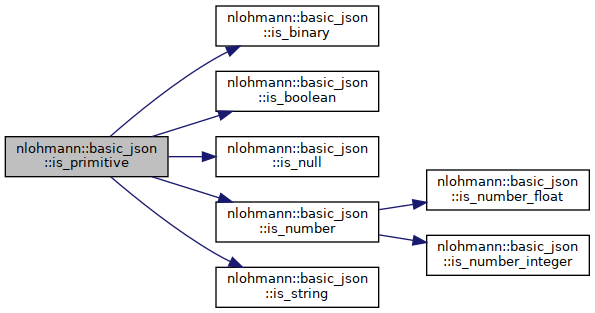 nlohmann::basic_json
::is_primitive
nlohmann::basic_json
::is_binary
nlohmann::basic_json
::is_boolean
nlohmann::basic_json
::is_null
nlohmann::basic_json
::is_number
nlohmann::basic_json
::is_string
nlohmann::basic_json
::is_number_float
nlohmann::basic_json
::is_number_integer